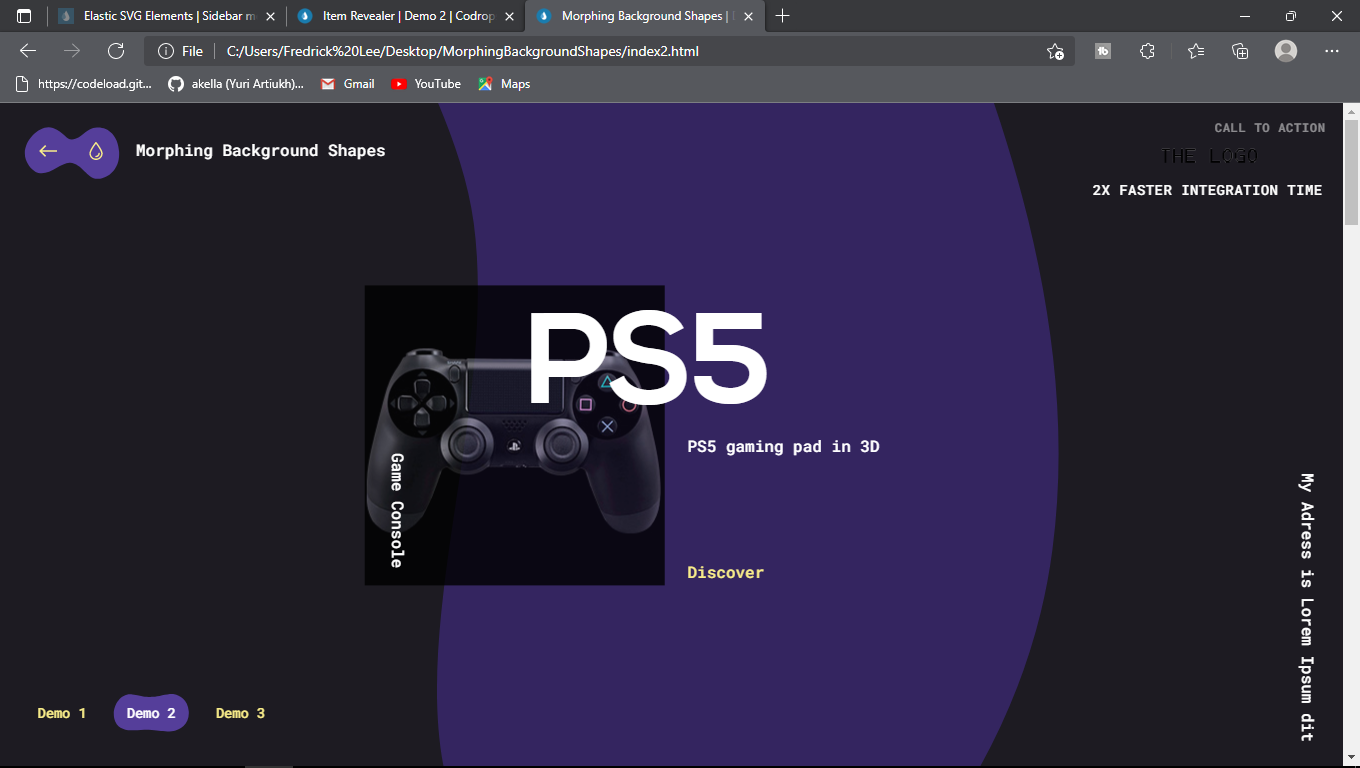 Elastic SVG Elements | Sidebar m
Item Revealer | Demo 2 | Codrop
Morphing Background Shapes |
File
C:/Users/Fredrick%20Lee/Desktop/MorphingBackgroundShapes/index2.html
tb
https://codeload.git...
akella (Yuri Artiukh)...
Gmail
YouTube
Maps
Morphing Background Shapes
CALL TO ACTION
THE LOGO
2X FASTER INTEGRATION TIME
PS5
PS5 gaming pad in 3D
Game Console
Discover
My Adress is Lorem Ipsum dit
Demo 1
Demo 2
Demo 3